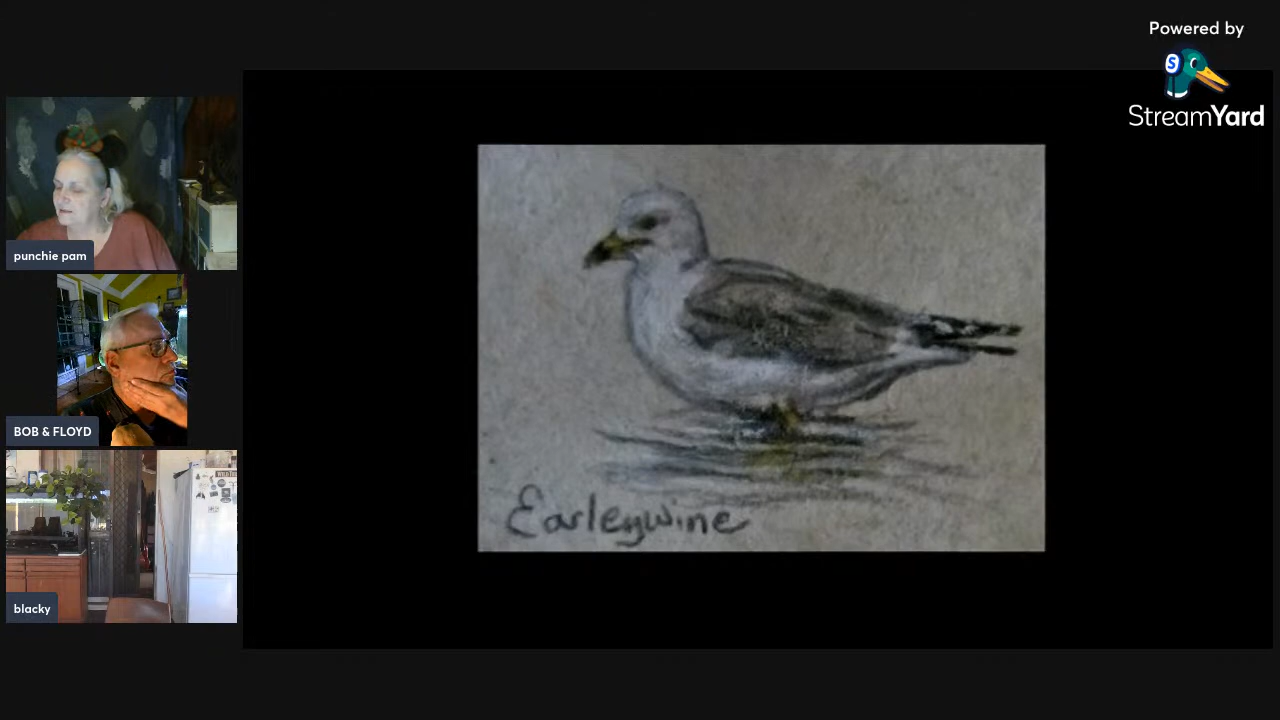 Powered by
S
StreamYard
punchie pam
BOB & FLOYD
blacky
Earleywine